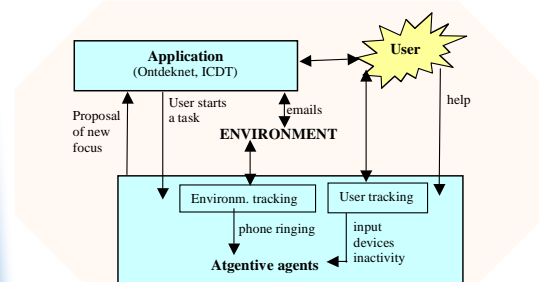 Application
(Ontdeknet, ICDT)
User
Proposal
of new
focus
User starts
a task
emails
help
ENVIRONMENT
Environm. tracking
User tracking
phone ringing
input
devices
inactivity
Atgentive agents